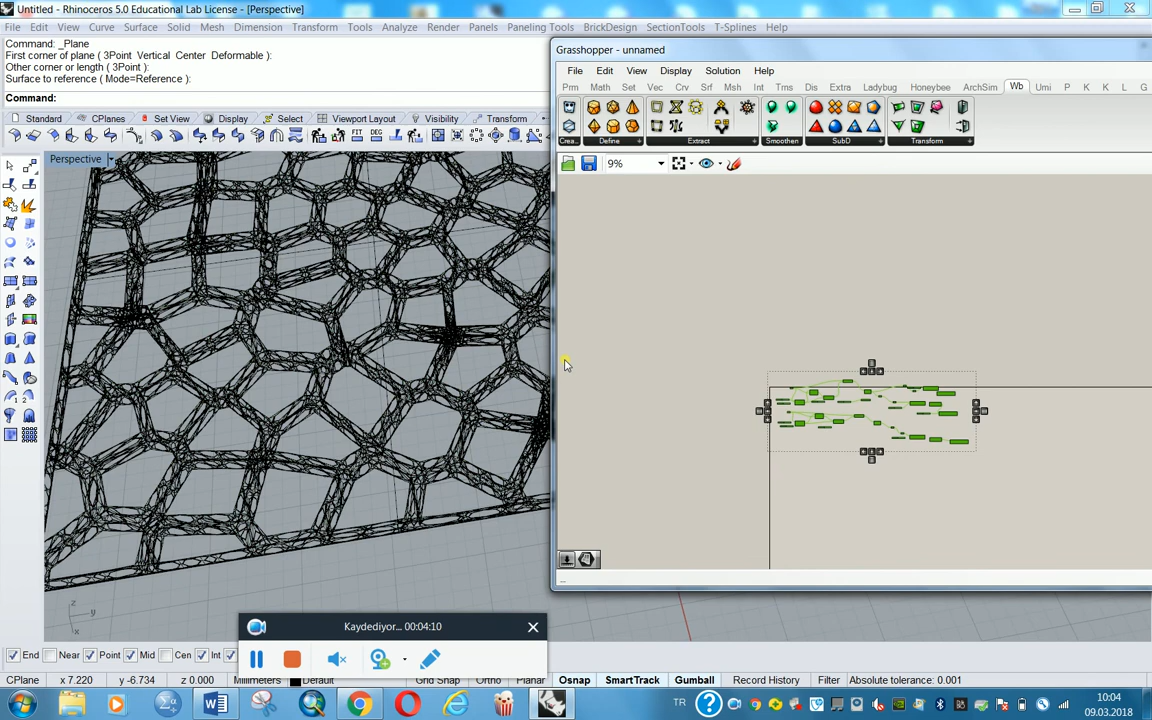 Untitled - Rhinoceros 5.0 Educational Lab License - [Perspective]
File Edit View Curve Surface Solid Mesh Dimension Transform Tools Analyze Render Panels Paneling Tools BrickDesign SectionTools T-Splines Help
Command: _Plane
First corner of plane ( 3Point Vertical Center Deformable ):
Other corner or length ( 3Point ):
Surface to reference ( Mode=Reference ):
Command:
Standard CPlanes Set View Display Select Viewport Layout Visibility Transform
Perspective
Grasshopper - unnamed
File Edit View Display Solution Help
Prm Math Set Vec Crv Srf Msh Int Trns Dis Extra Ladybug Honeybee ArchSim Wb Umi P K K L G
Crea... Define Extract Smoothen SubD Transform
9%
...
z
y
x
Kaydediyor... 00:04:10
End Near Point Mid Cen Int
CPlane x 7.220 y -6.734 z 0.000 Millimeters Default Grid Snap Ortho Planar Osnap SmartTrack Gumball Record History Filter Absolute tolerance: 0.001
TR
10:04
09.03.2018